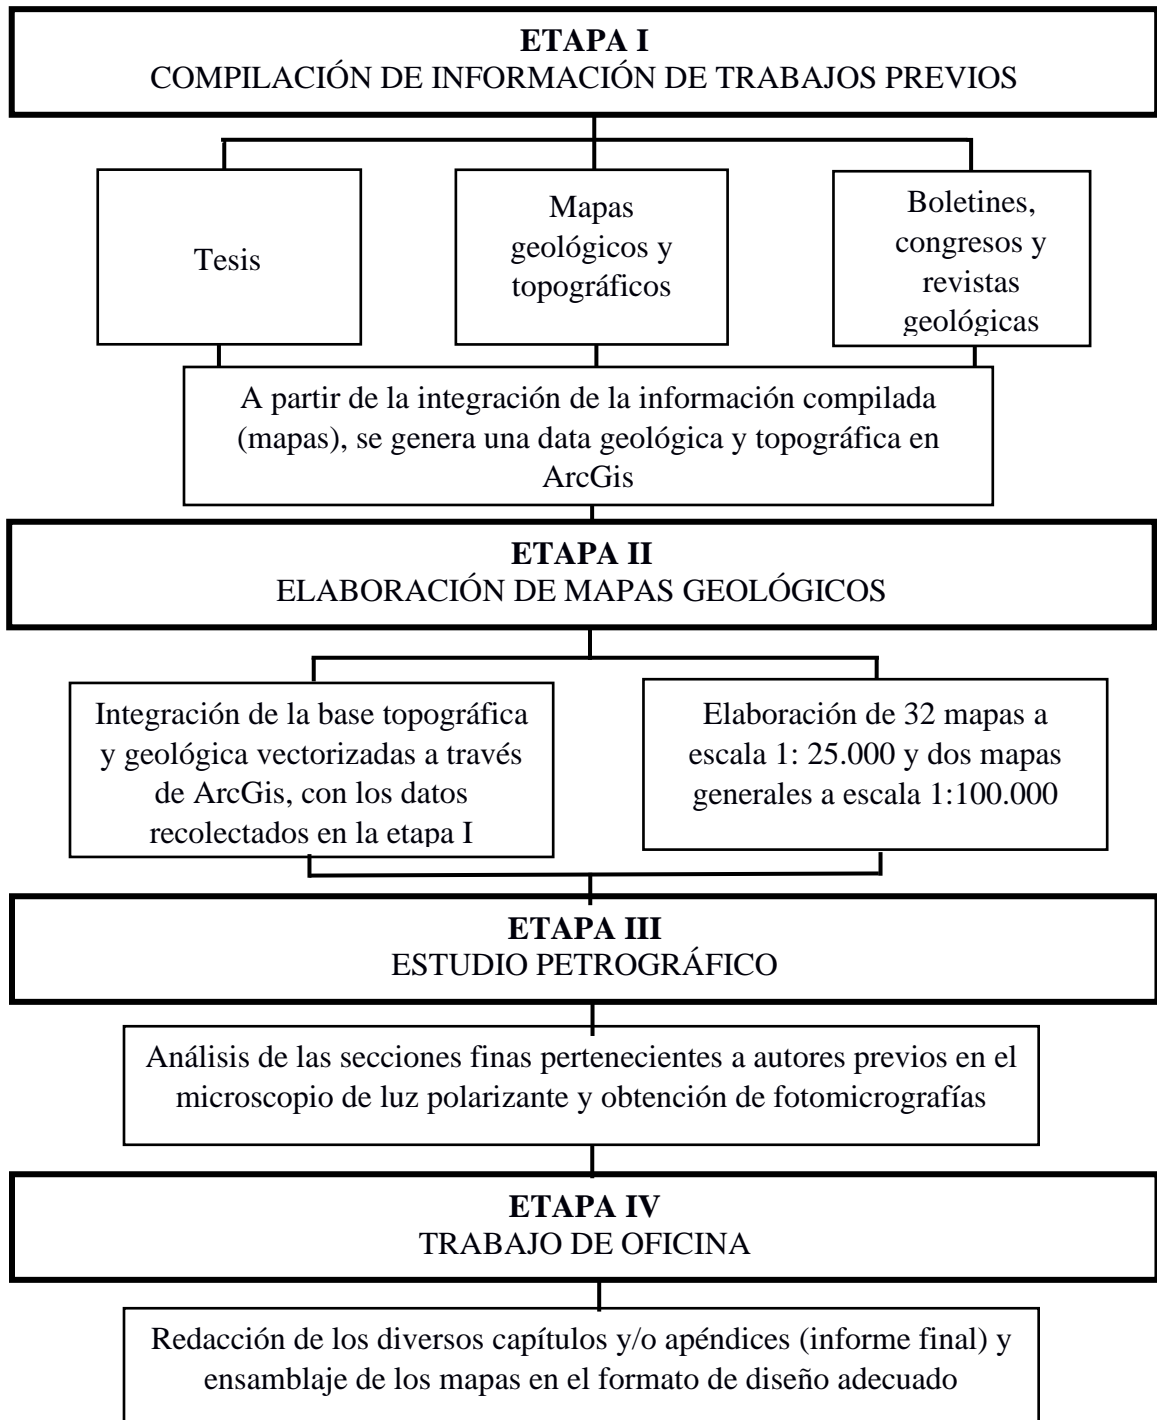 ETAPA I
COMPILACIÓN DE INFORMACIÓN DE TRABAJOS PREVIOS
Tesis
Mapas
geológicos y
topográficos
Boletines,
congresos y
revistas
geológicas
A partir de la integración de la información compilada
(mapas), se genera una data geológica y topográfica en
ArcGis
ETAPA II
ELABORACIÓN DE MAPAS GEOLÓGICOS
Integración de la base topográfica
y geológica vectorizadas a través
de ArcGis, con los datos
recolectados en la etapa I
Elaboración de 32 mapas a
escala 1: 25.000 y dos mapas
generales a escala 1:100.000
ETAPA III
ESTUDIO PETROGRÁFICO
Análisis de las secciones finas pertenecientes a autores previos en el
microscopio de luz polarizante y obtención de fotomicrografías
ETAPA IV
TRABAJO DE OFICINA
Redacción de los diversos capítulos y/o apéndices (informe final) y
ensamblaje de los mapas en el formato de diseño adecuado